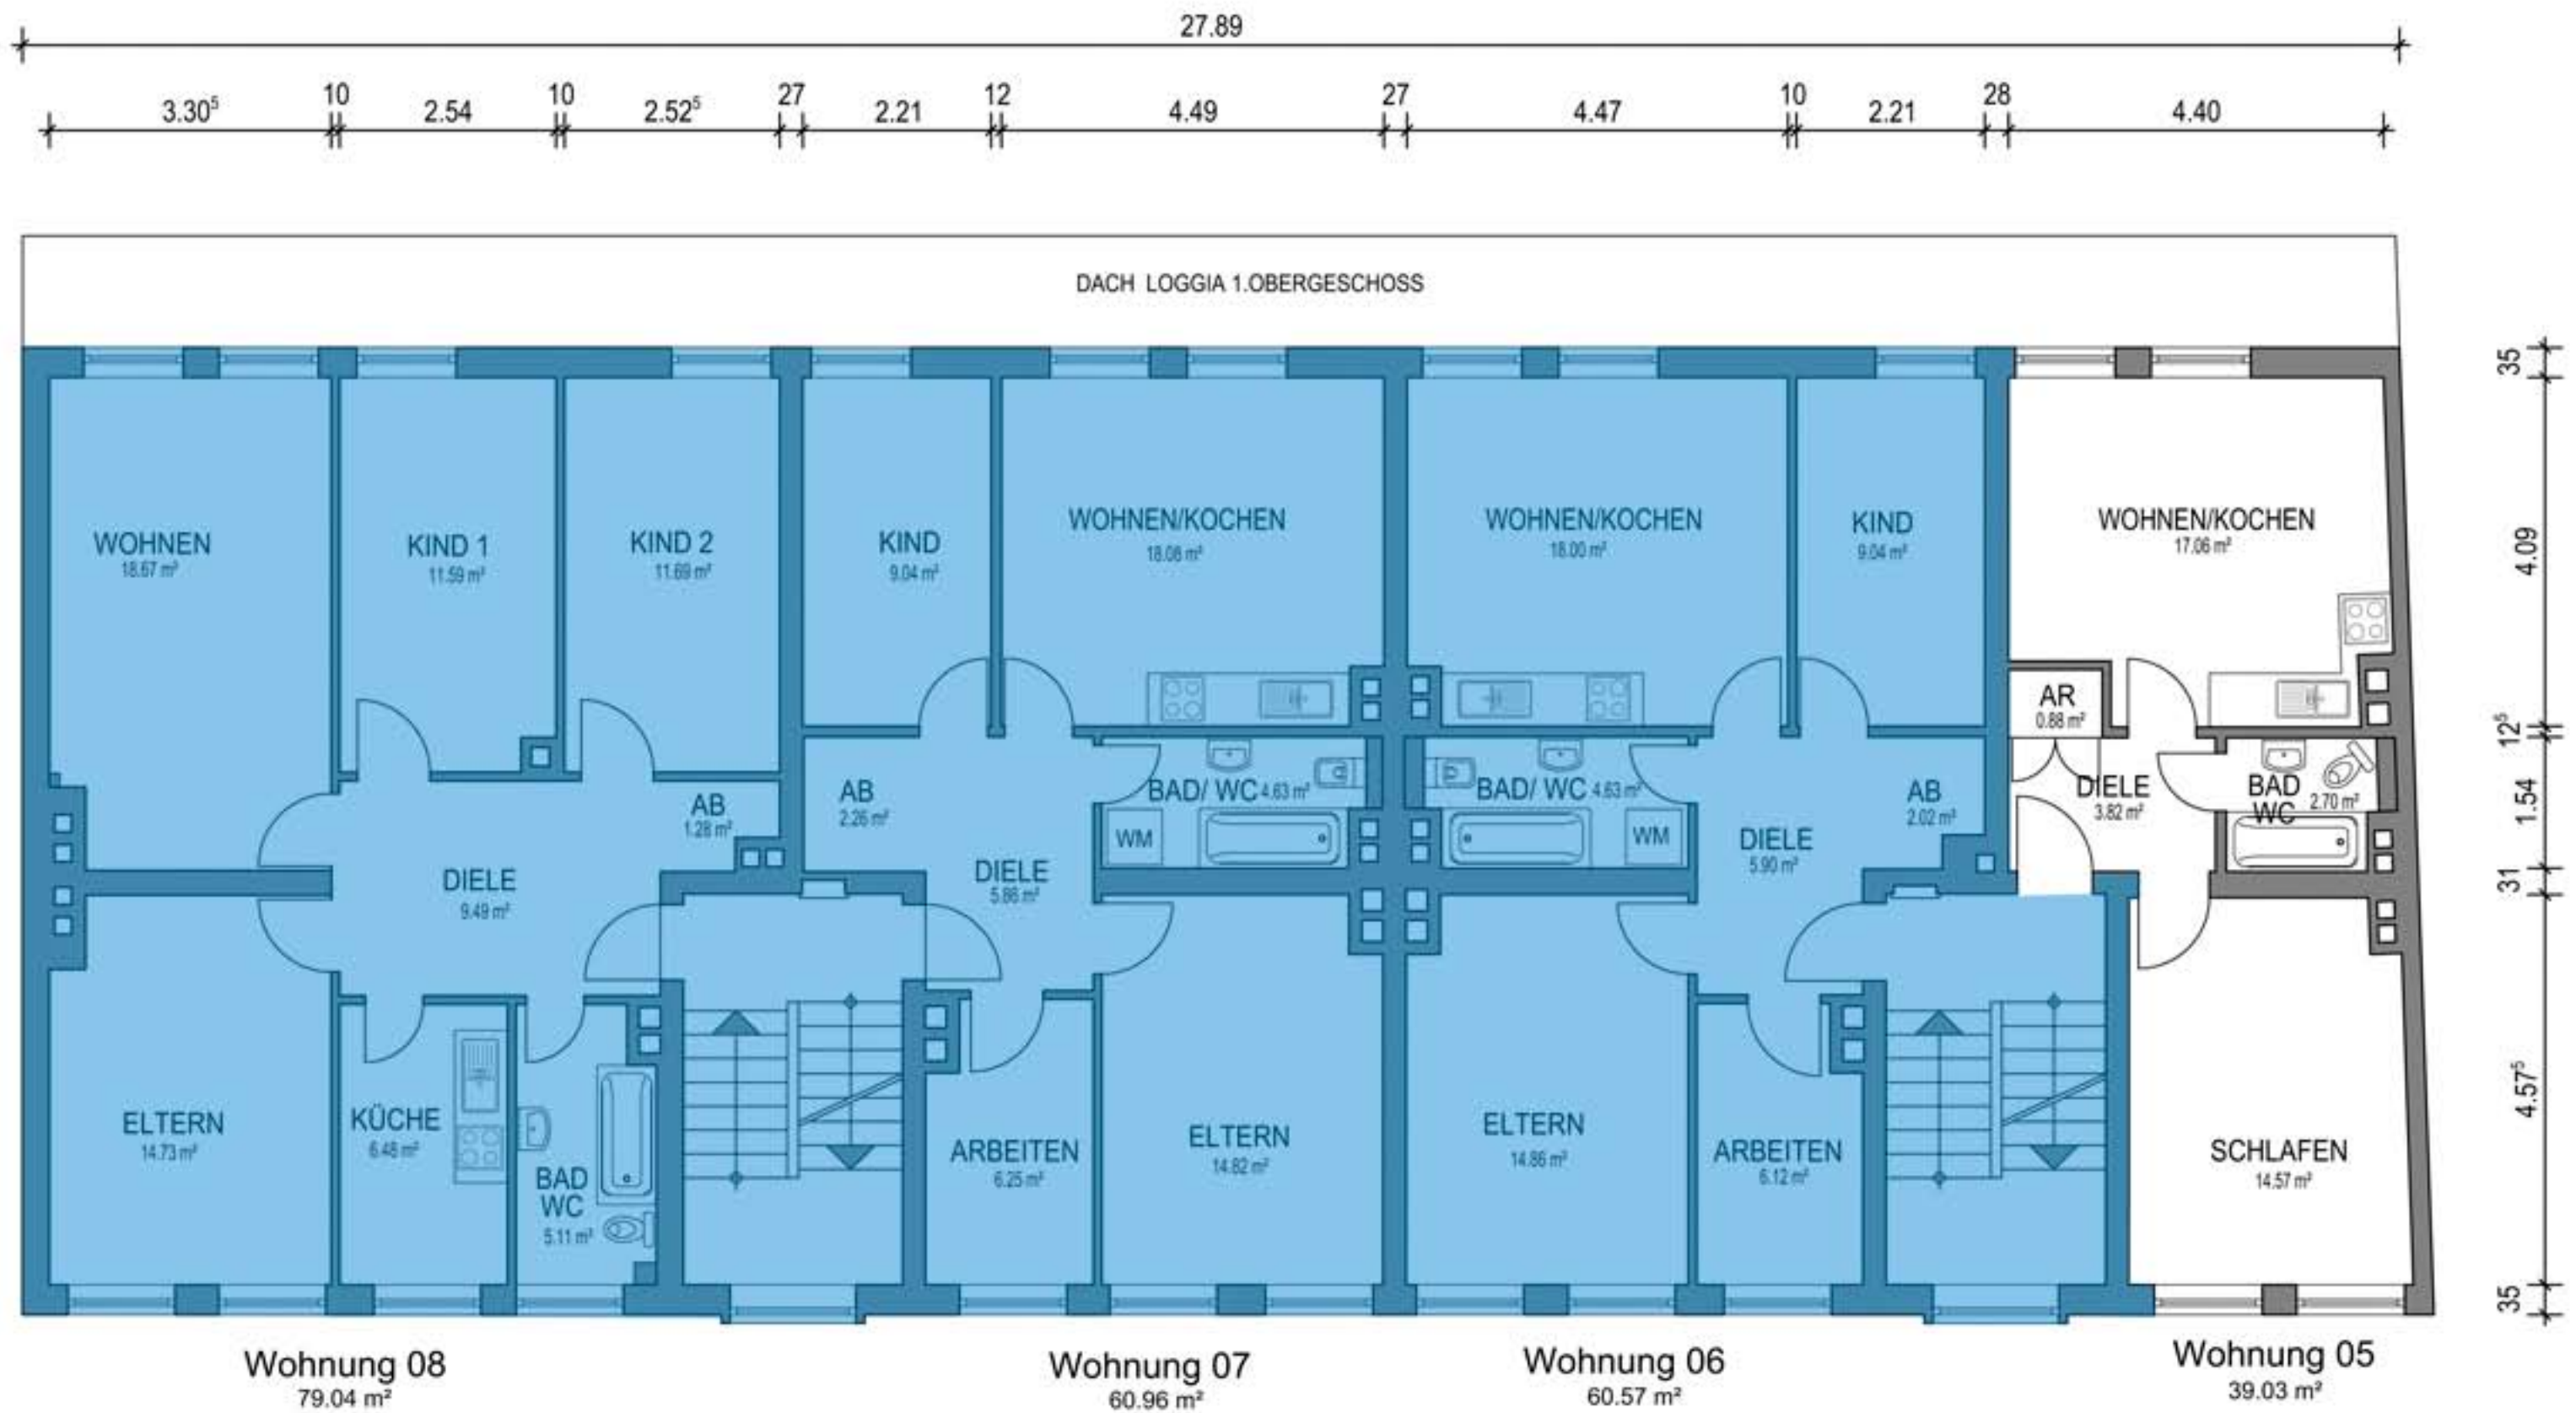 27.89
3.30⁵ 10 2.54 10 2.52⁵ 27 2.21 12 4.49 27 4.47 10 2.21 28 4.40
DACH LOGGIA 1.OBERGESCHOSS
35
4.09
12⁵
1.54
31
4.57⁵
35
WOHNEN
18.67 m²
KIND 1
11.59 m²
KIND 2
11.69 m²
KIND
9.04 m²
WOHNEN/KOCHEN
18.08 m²
WOHNEN/KOCHEN
18.00 m²
KIND
9.04 m²
WOHNEN/KOCHEN
17.06 m²
AR
0.88 m²
AB
1.28 m²
AB
2.26 m²
BAD/ WC 4.63 m²
WM
BAD/ WC 4.63 m²
WM
AB
2.02 m²
DIELE
3.82 m²
BAD
WC
2.70 m²
DIELE
9.49 m²
DIELE
5.86 m²
DIELE
5.90 m²
ELTERN
14.73 m²
KÜCHE
6.48 m²
BAD
WC
5.11 m²
ARBEITEN
6.25 m²
ELTERN
14.82 m²
ELTERN
14.86 m²
ARBEITEN
6.12 m²
SCHLAFEN
14.57 m²
Wohnung 08
79.04 m²
Wohnung 07
60.96 m²
Wohnung 06
60.57 m²
Wohnung 05
39.03 m²